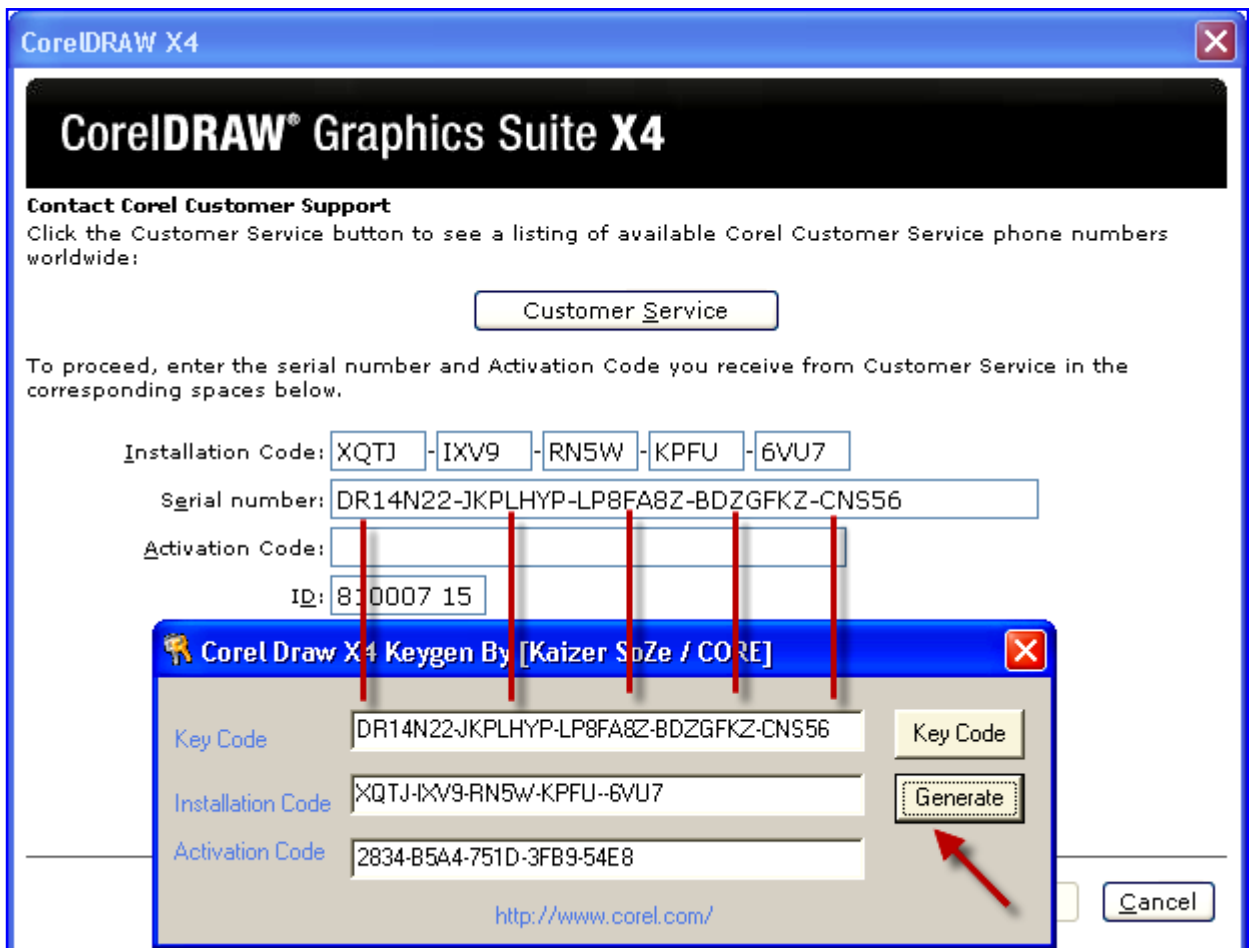 CorelDRAW X4
CorelDRAW® Graphics Suite X4
Contact Corel Customer Support
Click the Customer Service button to see a listing of available Corel Customer Service phone numbers
worldwide:
Customer Service
To proceed, enter the serial number and Activation Code you receive from Customer Service in the
corresponding spaces below.
Installation Code: XQTJ - IXV9 - RN5W - KPFU - 6VU7
Serial number: DR14N22-JKPLHYP-LP8FA8Z-BDZGFKZ-CNS56
Activation Code:
ID: 810007 15
Corel Draw X4 Keygen By [Kaizer SoZe / CORE]
Key Code DR14N22-JKPLHYP-LP8FA8Z-BDZGFKZ-CNS56 Key Code
Installation Code XQTJ-IXV9-RN5W-KPFU--6VU7 Generate
Activation Code 2834-B5A4-751D-3FB9-54E8
http://www.corel.com/
Cancel